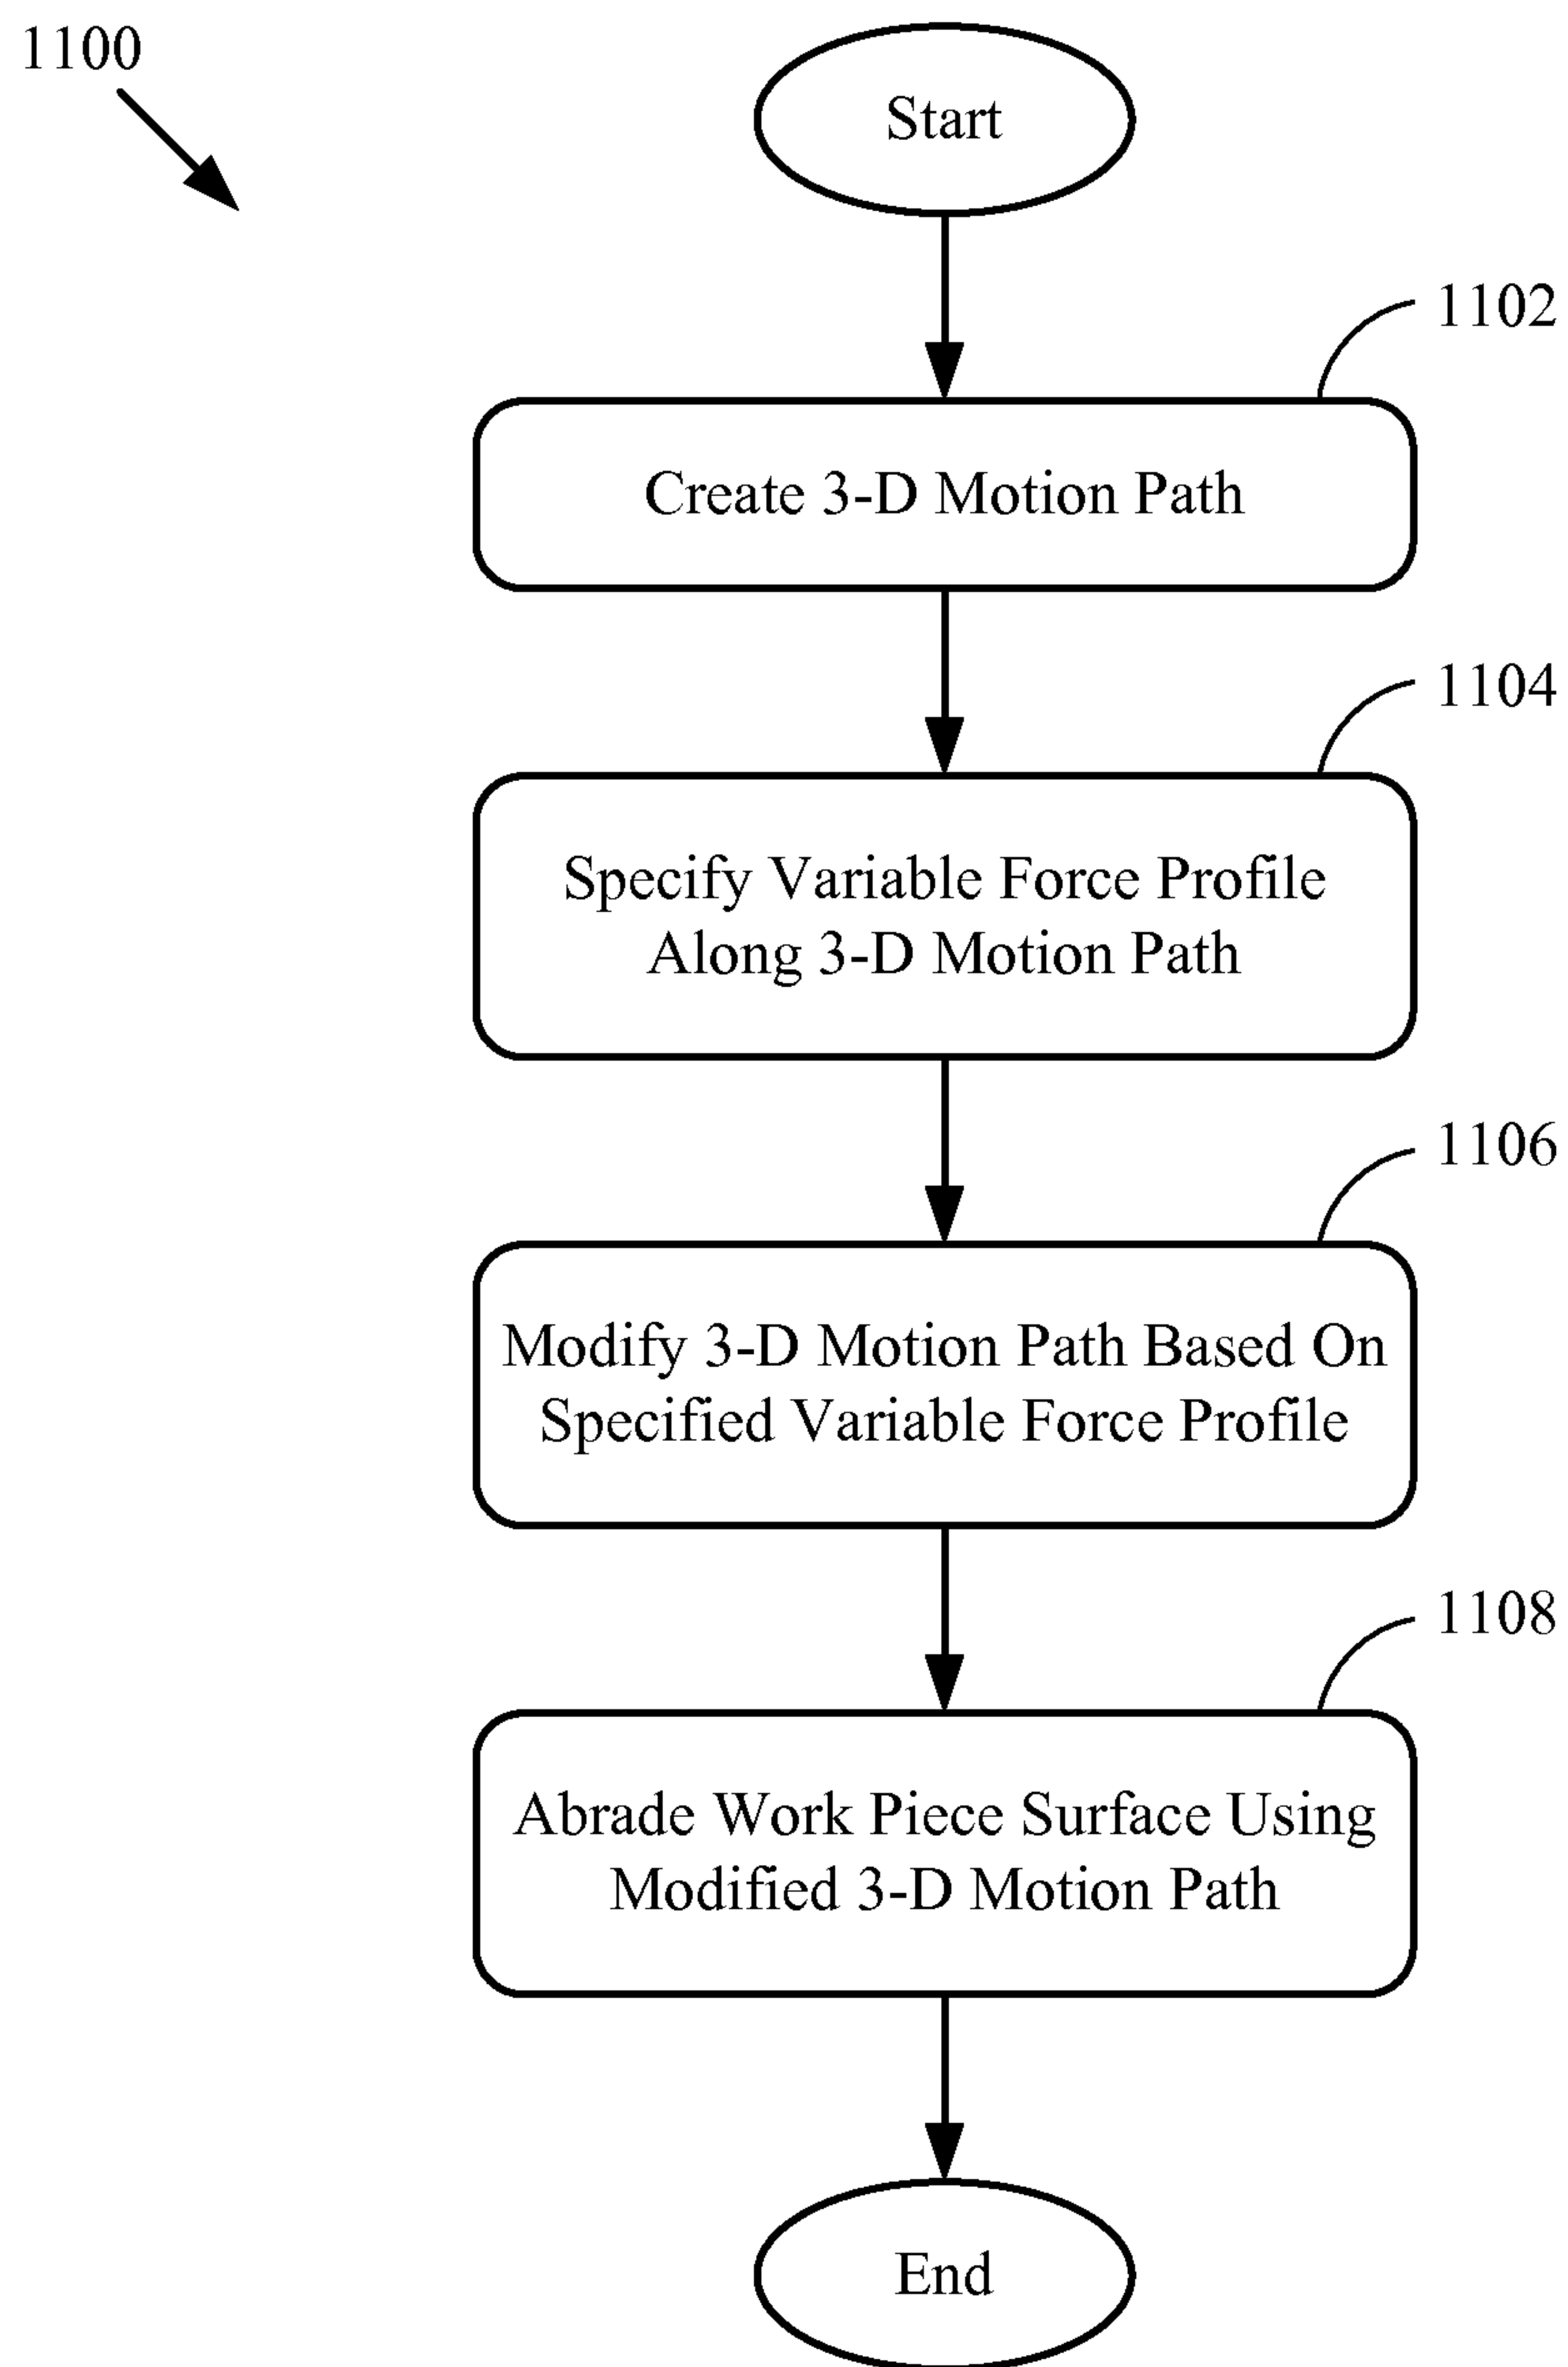 1100
Start
1102
Create 3-D Motion Path
1104
Specify Variable Force Profile
Along 3-D Motion Path
1106
Modify 3-D Motion Path Based On
Specified Variable Force Profile
1108
Abrade Work Piece Surface Using
Modified 3-D Motion Path
End